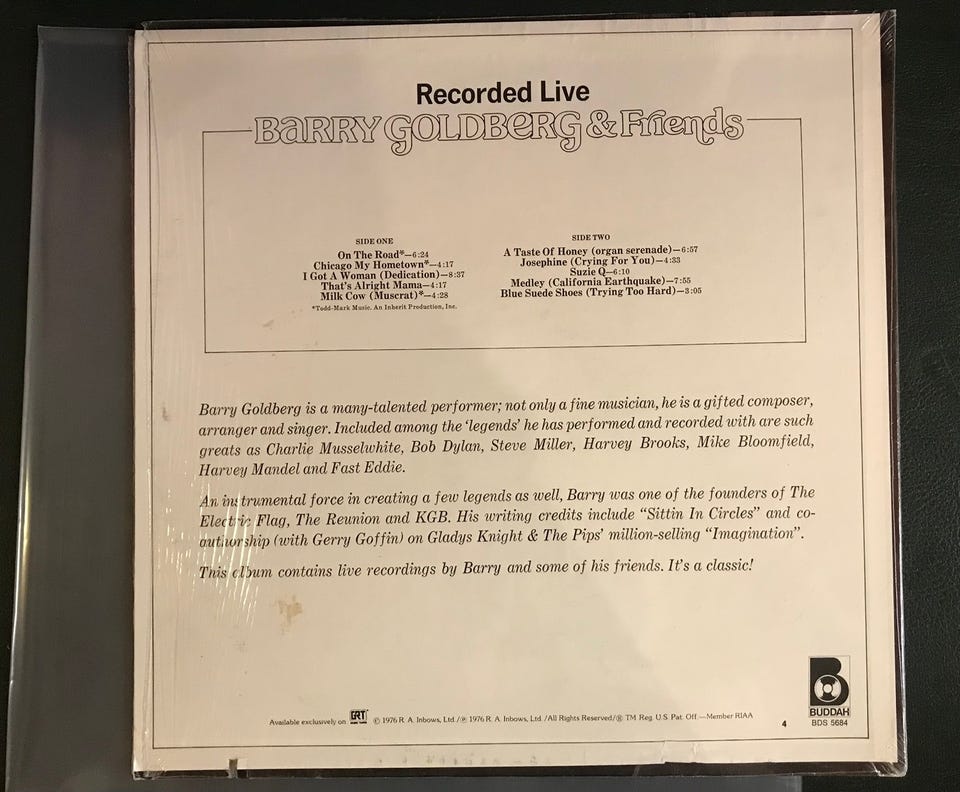 Recorded Live
BARRY GOLDBERG & Friends
SIDE ONE
On The Road*—6:24
Chicago My Hometown*—4:17
I Got A Woman (Dedication)—8:37
That's Alright Mama—4:17
Milk Cow (Muscrat)*—4:28
*Todd-Mark Music. An Inherit Production, Inc.
SIDE TWO
A Taste Of Honey (organ serenade)—6:57
Josephine (Crying For You)—4:33
Suzie Q—6:10
Medley (California Earthquake)—7:55
Blue Suede Shoes (Trying Too Hard)—3:05
Barry Goldberg is a many-talented performer; not only a fine musician, he is a gifted composer,
arranger and singer. Included among the 'legends' he has performed and recorded with are such
greats as Charlie Musselwhite, Bob Dylan, Steve Miller, Harvey Brooks, Mike Bloomfield,
Harvey Mandel and Fast Eddie.
An instrumental force in creating a few legends as well, Barry was one of the founders of The
Electric Flag, The Reunion and KGB. His writing credits include "Sittin In Circles" and co-
authorship (with Gerry Goffin) on Gladys Knight & The Pips' million-selling "Imagination".
This album contains live recordings by Barry and some of his friends. It's a classic!
Available exclusively on GRT © 1976 R. A. Inbows, Ltd./℗ 1976 R. A. Inbows, Ltd./All Rights Reserved/® TM Reg. U.S. Pat. Off.—Member RIAA
4
BUDDAH
BDS 5684